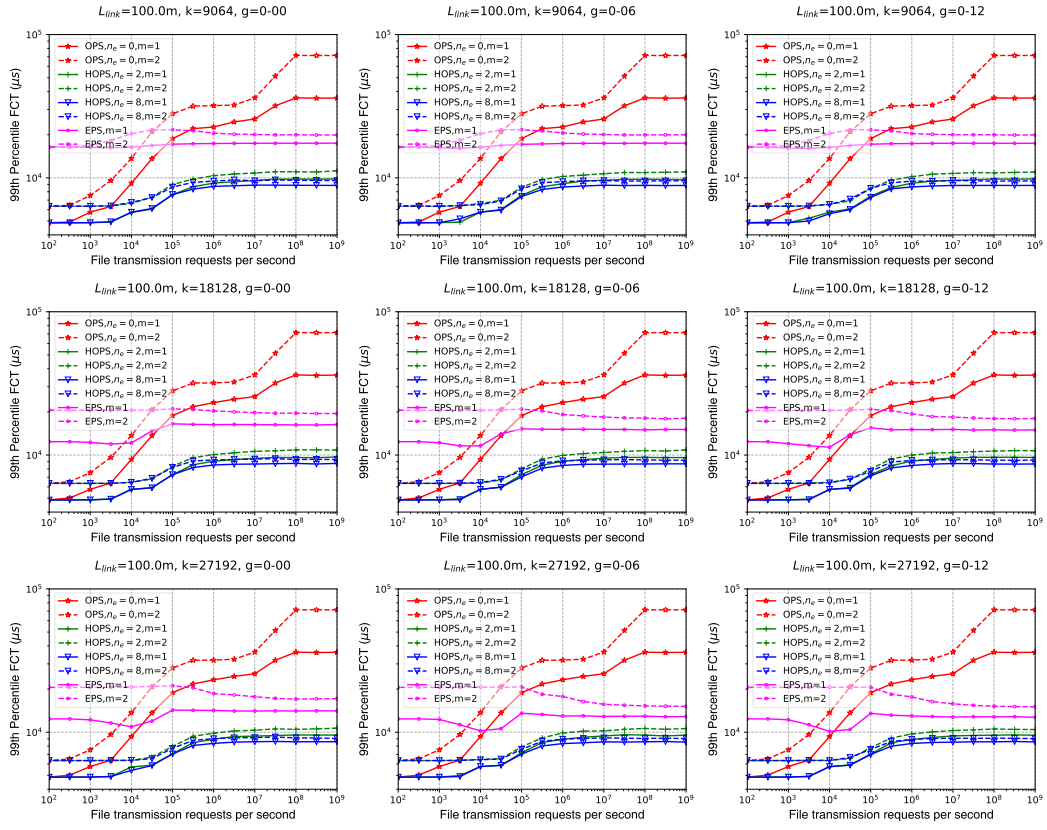 L_link=100.0m, k=9064, g=0-00
10^5
10^4
99th Percentile FCT (μs)
OPS,n_e = 0,m=1
OPS,n_e = 0,m=2
HOPS,n_e = 2,m=1
HOPS,n_e = 2,m=2
HOPS,n_e = 8,m=1
HOPS,n_e = 8,m=2
EPS,m=1
EPS,m=2
10^2 10^3 10^4 10^5 10^6 10^7 10^8 10^9
File transmission requests per second
L_link=100.0m, k=9064, g=0-06
10^5
10^4
99th Percentile FCT (μs)
OPS,n_e = 0,m=1
OPS,n_e = 0,m=2
HOPS,n_e = 2,m=1
HOPS,n_e = 2,m=2
HOPS,n_e = 8,m=1
HOPS,n_e = 8,m=2
EPS,m=1
EPS,m=2
10^2 10^3 10^4 10^5 10^6 10^7 10^8 10^9
File transmission requests per second
L_link=100.0m, k=9064, g=0-12
10^5
10^4
99th Percentile FCT (μs)
OPS,n_e = 0,m=1
OPS,n_e = 0,m=2
HOPS,n_e = 2,m=1
HOPS,n_e = 2,m=2
HOPS,n_e = 8,m=1
HOPS,n_e = 8,m=2
EPS,m=1
EPS,m=2
10^2 10^3 10^4 10^5 10^6 10^7 10^8 10^9
File transmission requests per second
L_link=100.0m, k=18128, g=0-00
10^5
10^4
99th Percentile FCT (μs)
OPS,n_e = 0,m=1
OPS,n_e = 0,m=2
HOPS,n_e = 2,m=1
HOPS,n_e = 2,m=2
HOPS,n_e = 8,m=1
HOPS,n_e = 8,m=2
EPS,m=1
EPS,m=2
10^2 10^3 10^4 10^5 10^6 10^7 10^8 10^9
File transmission requests per second
L_link=100.0m, k=18128, g=0-06
10^5
10^4
99th Percentile FCT (μs)
OPS,n_e = 0,m=1
OPS,n_e = 0,m=2
HOPS,n_e = 2,m=1
HOPS,n_e = 2,m=2
HOPS,n_e = 8,m=1
HOPS,n_e = 8,m=2
EPS,m=1
EPS,m=2
10^2 10^3 10^4 10^5 10^6 10^7 10^8 10^9
File transmission requests per second
L_link=100.0m, k=18128, g=0-12
10^5
10^4
99th Percentile FCT (μs)
OPS,n_e = 0,m=1
OPS,n_e = 0,m=2
HOPS,n_e = 2,m=1
HOPS,n_e = 2,m=2
HOPS,n_e = 8,m=1
HOPS,n_e = 8,m=2
EPS,m=1
EPS,m=2
10^2 10^3 10^4 10^5 10^6 10^7 10^8 10^9
File transmission requests per second
L_link=100.0m, k=27192, g=0-00
10^5
10^4
99th Percentile FCT (μs)
OPS,n_e = 0,m=1
OPS,n_e = 0,m=2
HOPS,n_e = 2,m=1
HOPS,n_e = 2,m=2
HOPS,n_e = 8,m=1
HOPS,n_e = 8,m=2
EPS,m=1
EPS,m=2
10^2 10^3 10^4 10^5 10^6 10^7 10^8 10^9
File transmission requests per second
L_link=100.0m, k=27192, g=0-06
10^5
10^4
99th Percentile FCT (μs)
OPS,n_e = 0,m=1
OPS,n_e = 0,m=2
HOPS,n_e = 2,m=1
HOPS,n_e = 2,m=2
HOPS,n_e = 8,m=1
HOPS,n_e = 8,m=2
EPS,m=1
EPS,m=2
10^2 10^3 10^4 10^5 10^6 10^7 10^8 10^9
File transmission requests per second
L_link=100.0m, k=27192, g=0-12
10^5
10^4
99th Percentile FCT (μs)
OPS,n_e = 0,m=1
OPS,n_e = 0,m=2
HOPS,n_e = 2,m=1
HOPS,n_e = 2,m=2
HOPS,n_e = 8,m=1
HOPS,n_e = 8,m=2
EPS,m=1
EPS,m=2
10^2 10^3 10^4 10^5 10^6 10^7 10^8 10^9
File transmission requests per second